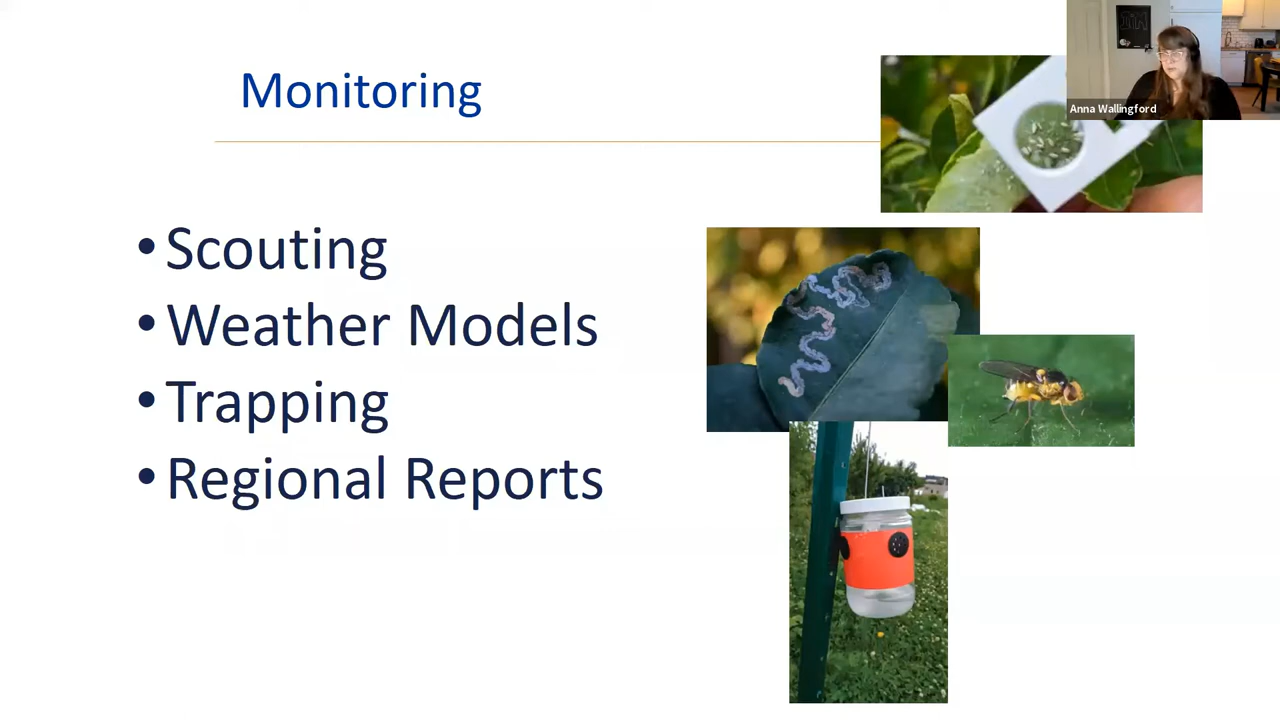 Monitoring
Anna Wallingford
• Scouting
• Weather Models
• Trapping
• Regional Reports